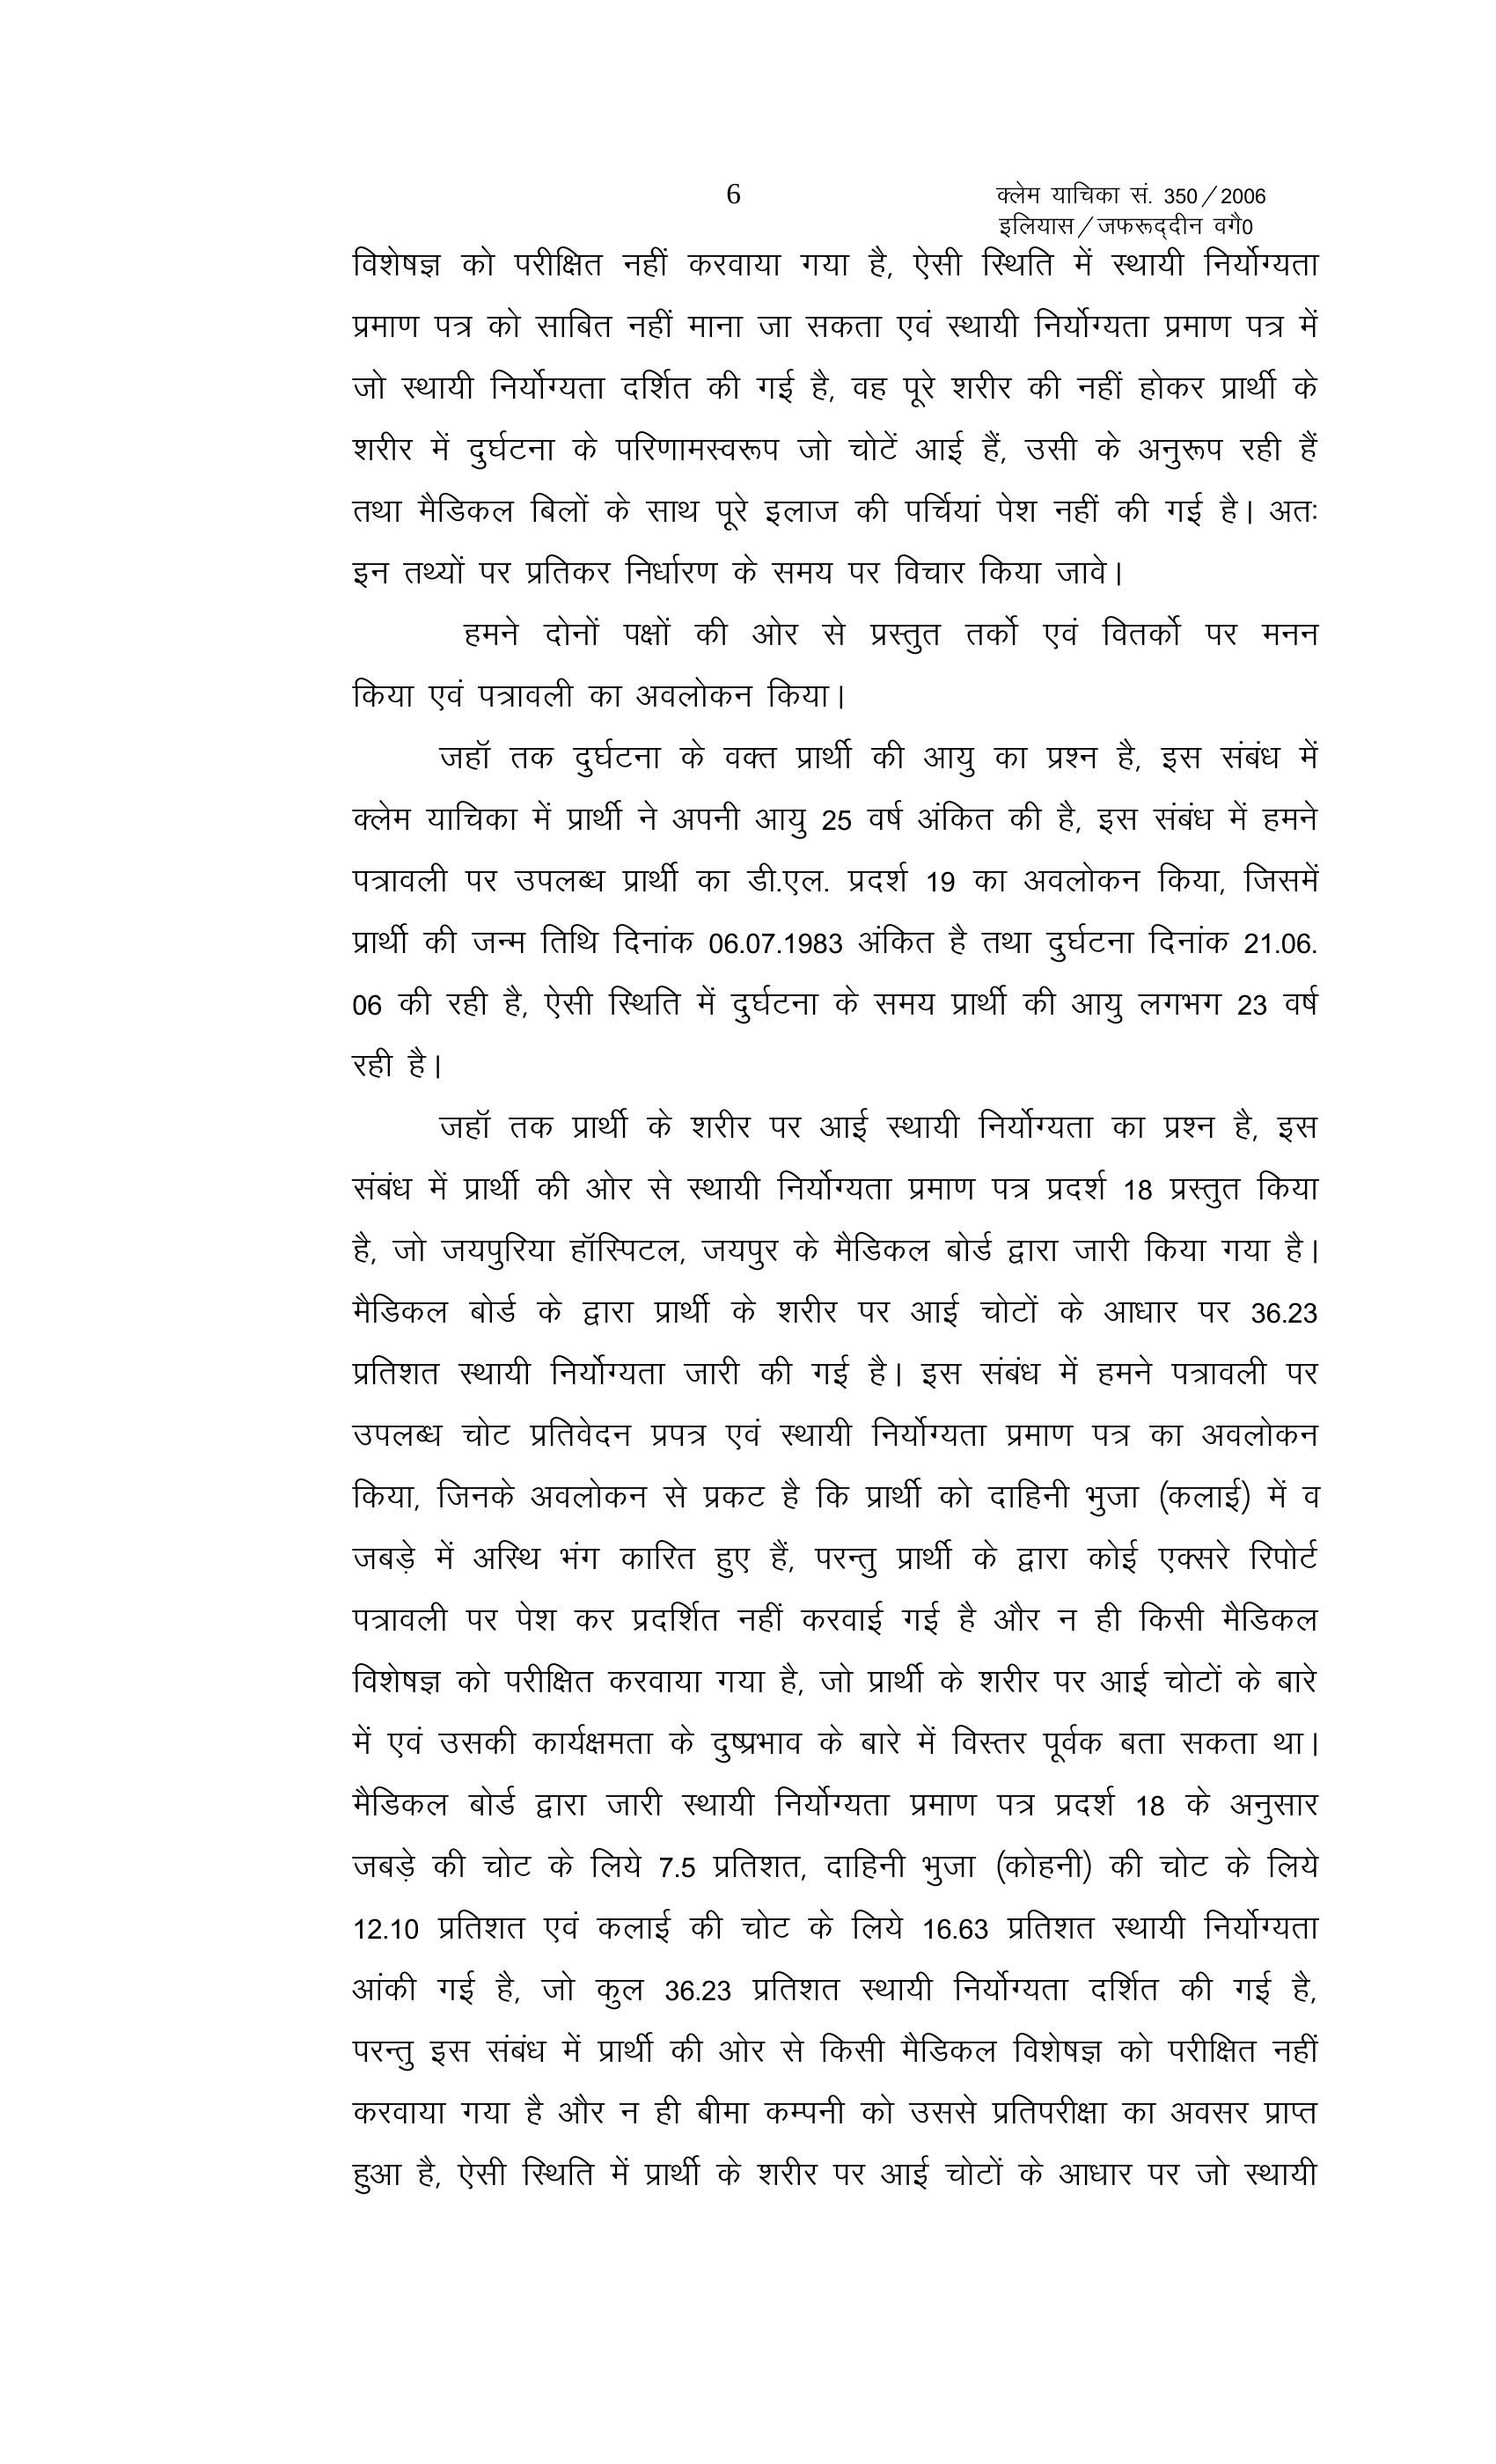 6
क्लेम याचिका सं. 350/2006
इलियास/जफरूद्दीन वगै0
विशेषज्ञ को परीक्षित नहीं करवाया गया है, ऐसी स्थिति में स्थायी निर्योग्यता
प्रमाण पत्र को साबित नहीं माना जा सकता एवं स्थायी निर्योग्यता प्रमाण पत्र में
जो स्थायी निर्योग्यता दर्शित की गई है, वह पूरे शरीर की नहीं होकर प्रार्थी के
शरीर में दुर्घटना के परिणामस्वरूप जो चोटें आई हैं, उसी के अनुरूप रही हैं
तथा मैडिकल बिलों के साथ पूरे इलाज की पर्चियां पेश नहीं की गई है। अतः
इन तथ्यों पर प्रतिकर निर्धारण के समय पर विचार किया जावे।
हमने दोनों पक्षों की ओर से प्रस्तुत तर्को एवं वितर्को पर मनन
किया एवं पत्रावली का अवलोकन किया।
जहॉ तक दुर्घटना के वक्त प्रार्थी की आयु का प्रश्न है, इस संबंध में
क्लेम याचिका में प्रार्थी ने अपनी आयु 25 वर्ष अंकित की है, इस संबंध में हमने
पत्रावली पर उपलब्ध प्रार्थी का डी.एल. प्रदर्श 19 का अवलोकन किया, जिसमें
प्रार्थी की जन्म तिथि दिनांक 06.07.1983 अंकित है तथा दुर्घटना दिनांक 21.06.
06 की रही है, ऐसी स्थिति में दुर्घटना के समय प्रार्थी की आयु लगभग 23 वर्ष
रही है।
जहॉ तक प्रार्थी के शरीर पर आई स्थायी निर्योग्यता का प्रश्न है, इस
संबंध में प्रार्थी की ओर से स्थायी निर्योग्यता प्रमाण पत्र प्रदर्श 18 प्रस्तुत किया
है, जो जयपुरिया हॉस्पिटल, जयपुर के मैडिकल बोर्ड द्वारा जारी किया गया है।
मैडिकल बोर्ड के द्वारा प्रार्थी के शरीर पर आई चोटों के आधार पर 36.23
प्रतिशत स्थायी निर्योग्यता जारी की गई है। इस संबंध में हमने पत्रावली पर
उपलब्ध चोट प्रतिवेदन प्रपत्र एवं स्थायी निर्योग्यता प्रमाण पत्र का अवलोकन
किया, जिनके अवलोकन से प्रकट है कि प्रार्थी को दाहिनी भुजा (कलाई) में व
जबड़े में अस्थि भंग कारित हुए हैं, परन्तु प्रार्थी के द्वारा कोई एक्सरे रिपोर्ट
पत्रावली पर पेश कर प्रदर्शित नहीं करवाई गई है और न ही किसी मैडिकल
विशेषज्ञ को परीक्षित करवाया गया है, जो प्रार्थी के शरीर पर आई चोटों के बारे
में एवं उसकी कार्यक्षमता के दुष्प्रभाव के बारे में विस्तर पूर्वक बता सकता था।
मैडिकल बोर्ड द्वारा जारी स्थायी निर्योग्यता प्रमाण पत्र प्रदर्श 18 के अनुसार
जबड़े की चोट के लिये 7.5 प्रतिशत, दाहिनी भुजा (कोहनी) की चोट के लिये
12.10 प्रतिशत एवं कलाई की चोट के लिये 16.63 प्रतिशत स्थायी निर्योग्यता
आंकी गई है, जो कुल 36.23 प्रतिशत स्थायी निर्योग्यता दर्शित की गई है,
परन्तु इस संबंध में प्रार्थी की ओर से किसी मैडिकल विशेषज्ञ को परीक्षित नहीं
करवाया गया है और न ही बीमा कम्पनी को उससे प्रतिपरीक्षा का अवसर प्राप्त
हुआ है, ऐसी स्थिति में प्रार्थी के शरीर पर आई चोटों के आधार पर जो स्थायी